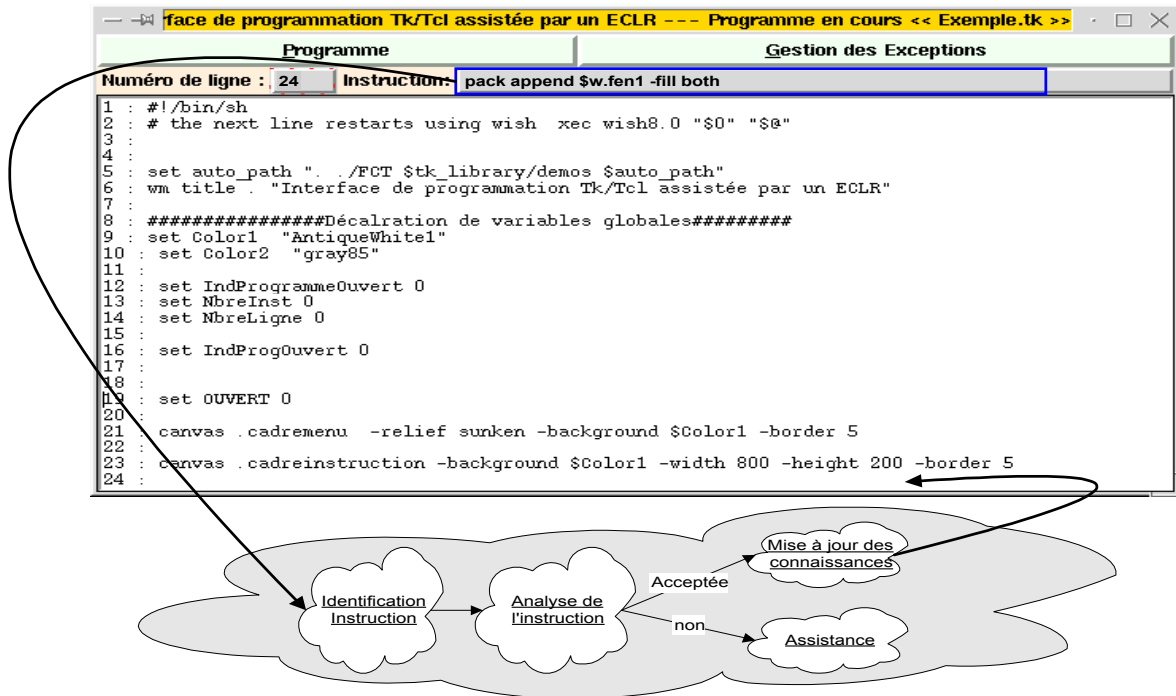 rface de programmation Tk/Tcl assistée par un ECLR --- Programme en cours << Exemple.tk >>
Programme Gestion des Exceptions
Numéro de ligne : 24 Instruction: pack append $w.fen1 -fill both
1 : #!/bin/sh
2 : # the next line restarts using wish xec wish8.0 "$0" "$@"
3 :
4 :
5 : set auto_path ". ./FCT $tk_library/demos $auto_path"
6 : wm title . "Interface de programmation Tk/Tcl assistée par un ECLR"
7 :
8 : ################Décalration de variables globales#########
9 : set Color1 "AntiqueWhite1"
10 : set Color2 "gray85"
11 :
12 : set IndProgrammeOuvert 0
13 : set NbreInst 0
14 : set NbreLigne 0
15 :
16 : set IndProgOuvert 0
17 :
18 :
19 : set OUVERT 0
20 :
21 : canvas .cadremenu -relief sunken -background $Color1 -border 5
22 :
23 : canvas .cadreinstruction -background $Color1 -width 800 -height 200 -border 5
24 :
Identification
Instruction
Analyse de
l'instruction
Acceptée
non
Mise à jour des
connaissances
Assistance